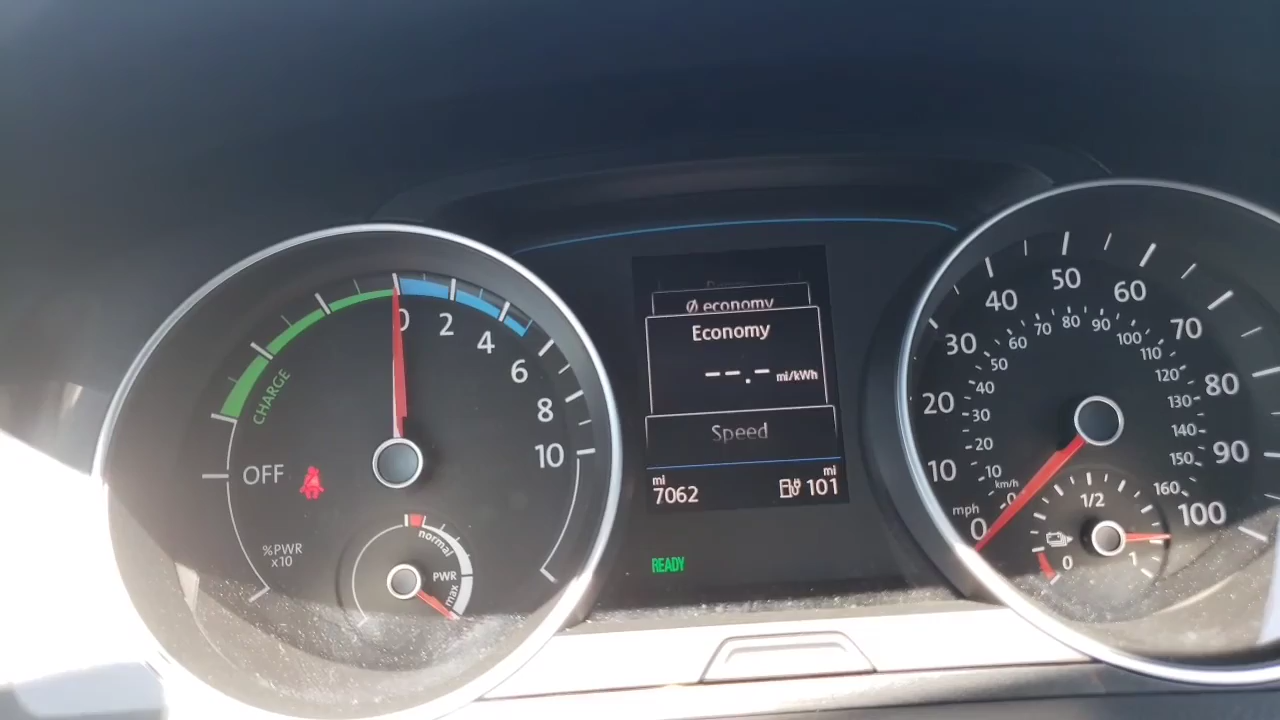 0
2
4
6
8
10
CHARGE
OFF
%PWR
x10
normal
PWR
max
Ø economy
Economy
--.- mi/kWh
Speed
mi
7062
mi
101
READY
0
10
20
30
40
50
60
70
80
90
100
mph
km/h
0
10
20
30
40
50
60
70
80
90
100
110
120
130
140
150
160
0
1/2
1